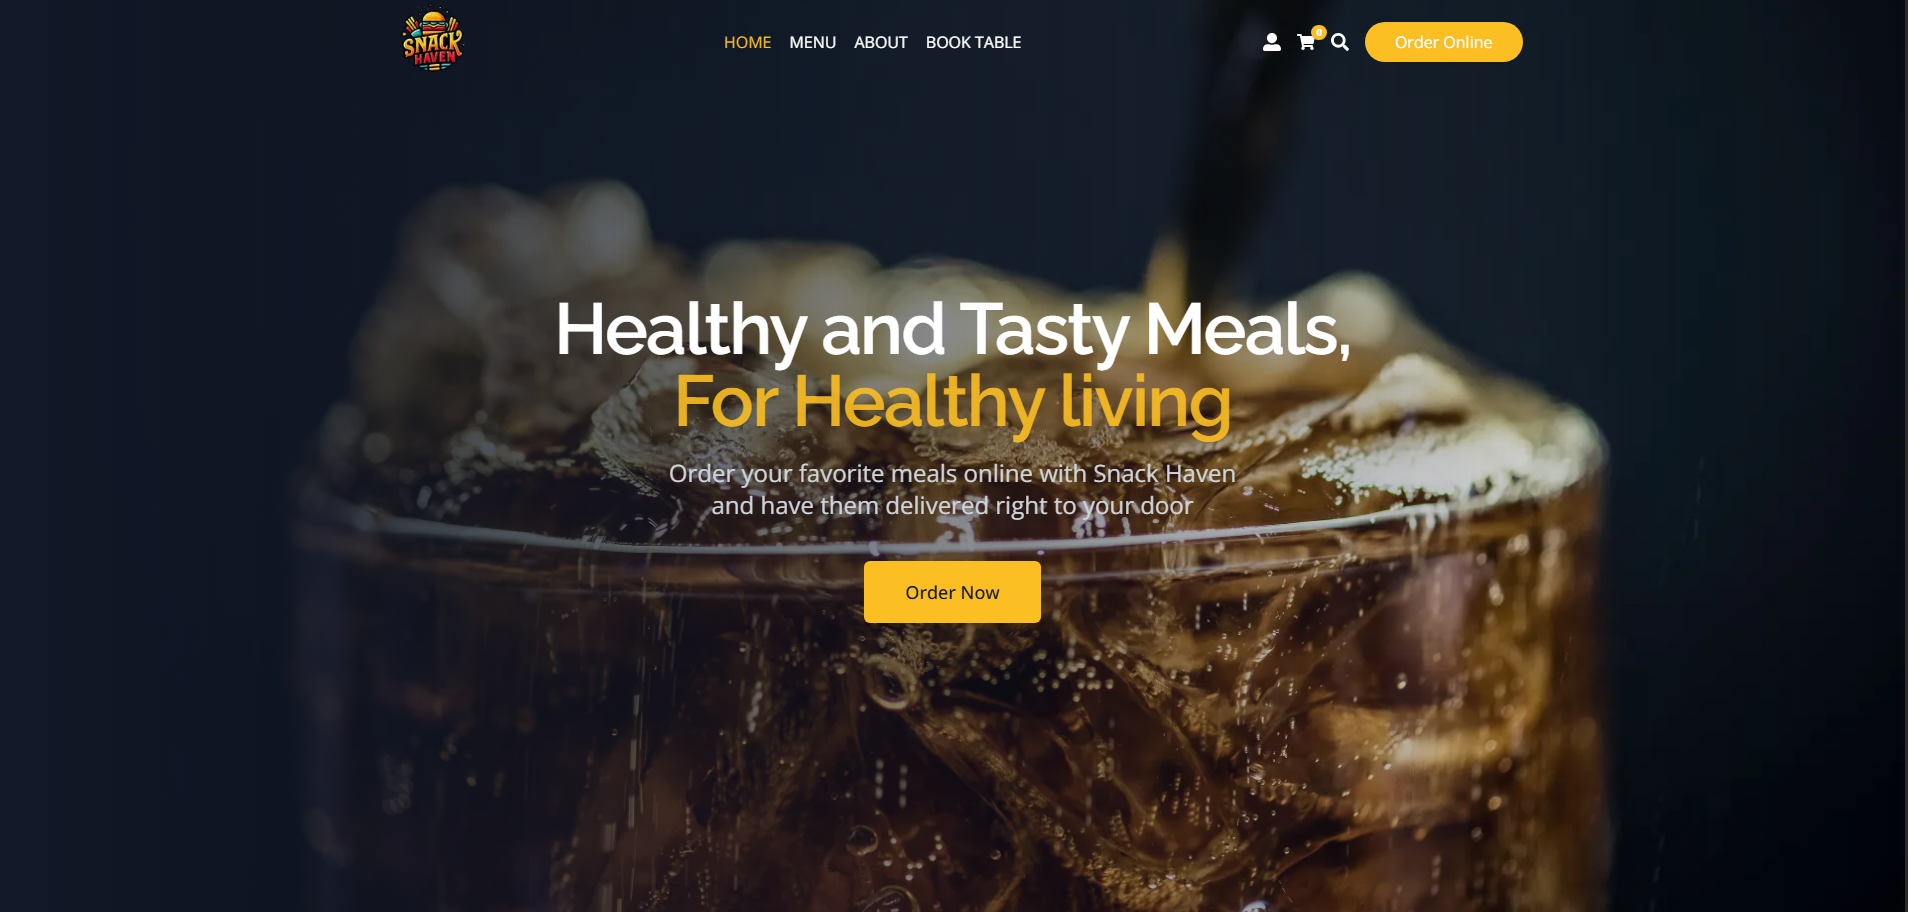 SNACK
HAVEN
HOME
MENU
ABOUT
BOOK TABLE
0
Order Online
Healthy and Tasty Meals,
For Healthy living
Order your favorite meals online with Snack Haven
and have them delivered right to your door
Order Now